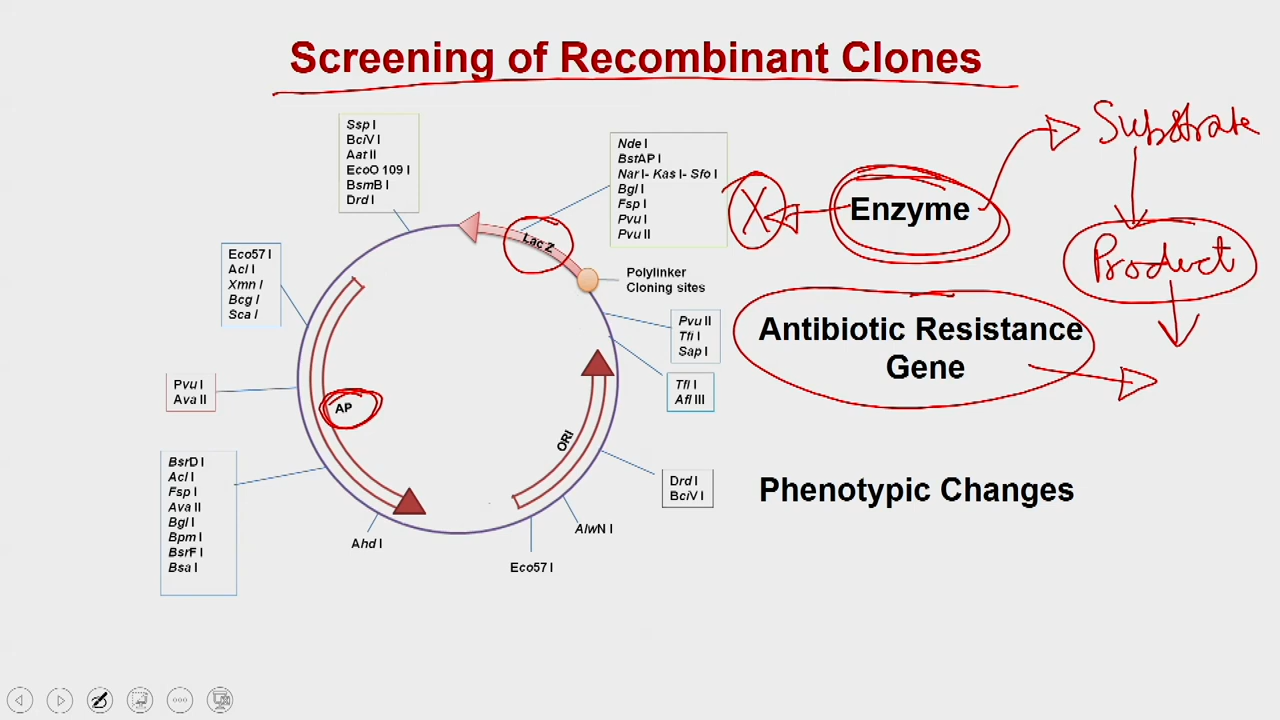 Screening of Recombinant Clones
Ssp I
BciV I
Aat II
EcoO 109 I
BsmB I
Drd I
Nde I
BstAP I
Nar I- Kas I- Sfo I
Bgl I
Fsp I
Pvu I
Pvu II
Lac Z
Polylinker
Cloning sites
Eco57 I
Acl I
Xmn I
Bcg I
Sca I
Pvu II
Tfi I
Sap I
Pvu I
Ava II
Tfl I
Afl III
AP
ORI
BsrD I
Acl I
Fsp I
Ava II
Bgl I
Bpm I
BsrF I
Bsa I
Drd I
BciV I
AlwN I
Ahd I
Eco57 I
X
Enzyme
Substrate
Product
Antibiotic Resistance
Gene
Phenotypic Changes